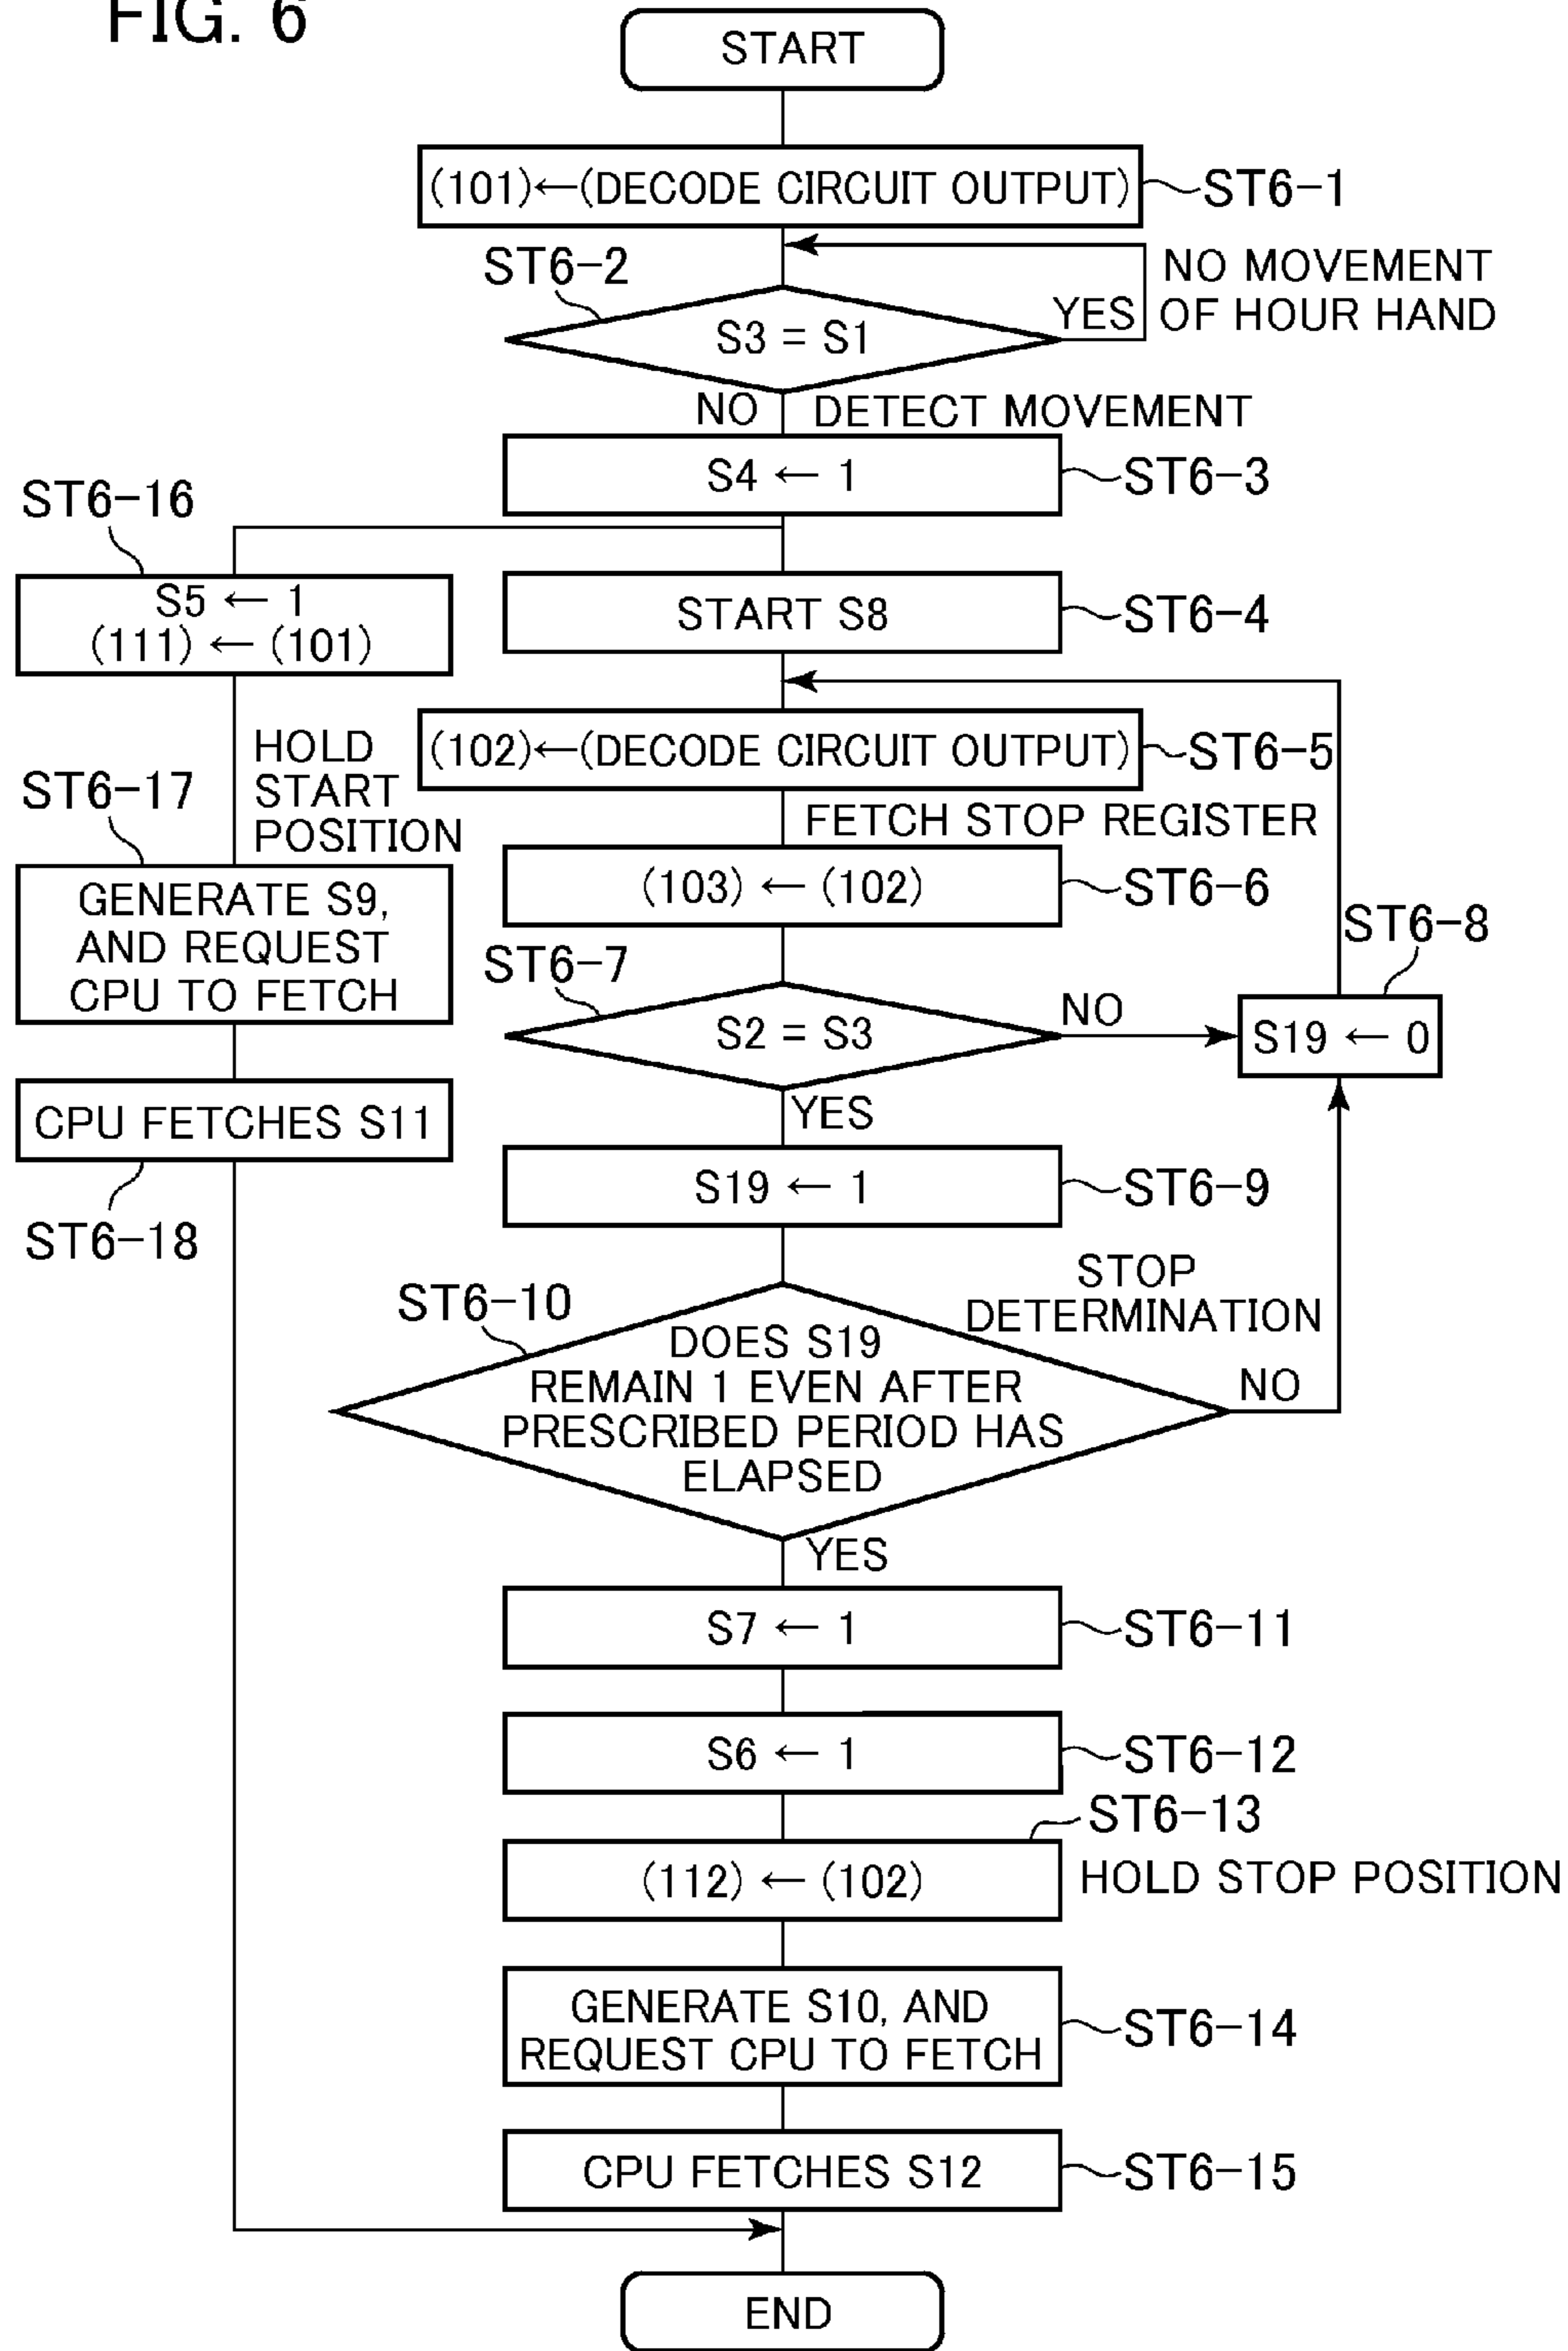 FIG. 6
START
(101)←(DECODE CIRCUIT OUTPUT)
ST6-1
ST6-2
NO MOVEMENT
OF HOUR HAND
YES
S3 = S1
NO
DETECT MOVEMENT
S4 ← 1
ST6-3
ST6-16
S5 ← 1
(111) ← (101)
START S8
ST6-4
HOLD
START
POSITION
(102)←(DECODE CIRCUIT OUTPUT)
ST6-5
ST6-17
FETCH STOP REGISTER
GENERATE S9,
AND REQUEST
CPU TO FETCH
(103) ← (102)
ST6-6
ST6-7
ST6-8
S2 = S3
NO
S19 ← 0
YES
CPU FETCHES S11
ST6-18
S19 ← 1
ST6-9
ST6-10
STOP
DETERMINATION
DOES S19
REMAIN 1 EVEN AFTER
PRESCRIBED PERIOD HAS
ELAPSED
NO
YES
S7 ← 1
ST6-11
S6 ← 1
ST6-12
ST6-13
(112) ← (102)
HOLD STOP POSITION
GENERATE S10, AND
REQUEST CPU TO FETCH
ST6-14
CPU FETCHES S12
ST6-15
END